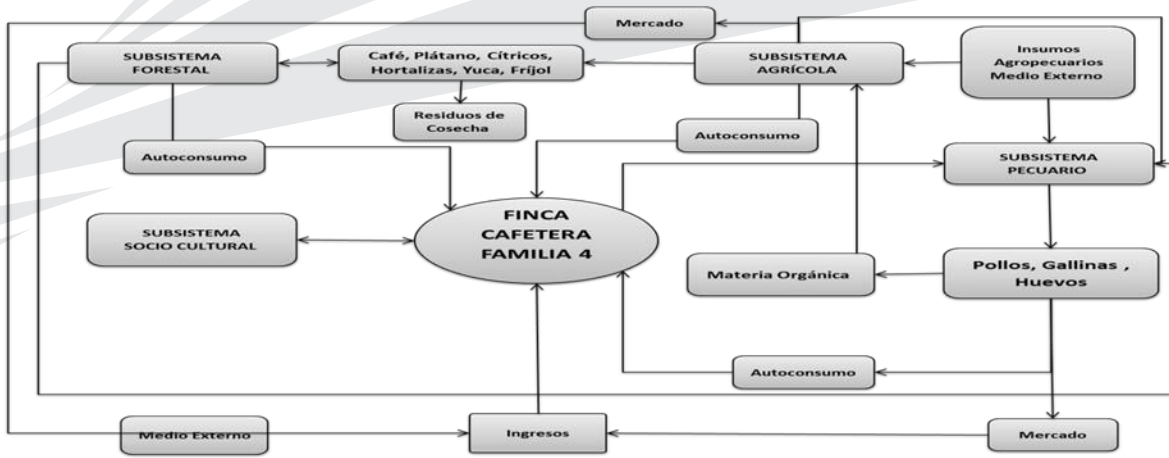 Mercado
SUBSISTEMA
FORESTAL
Café, Plátano, Cítricos,
Hortalizas, Yuca, Fríjol
SUBSISTEMA
AGRÍCOLA
Insumos
Agropecuarios
Medio Externo
Residuos de
Cosecha
Autoconsumo
Autoconsumo
SUBSISTEMA
PECUARIO
FINCA
CAFETERA
FAMILIA 4
SUBSISTEMA
SOCIO CULTURAL
Materia Orgánica
Pollos, Gallinas ,
Huevos
Autoconsumo
Medio Externo
Ingresos
Mercado